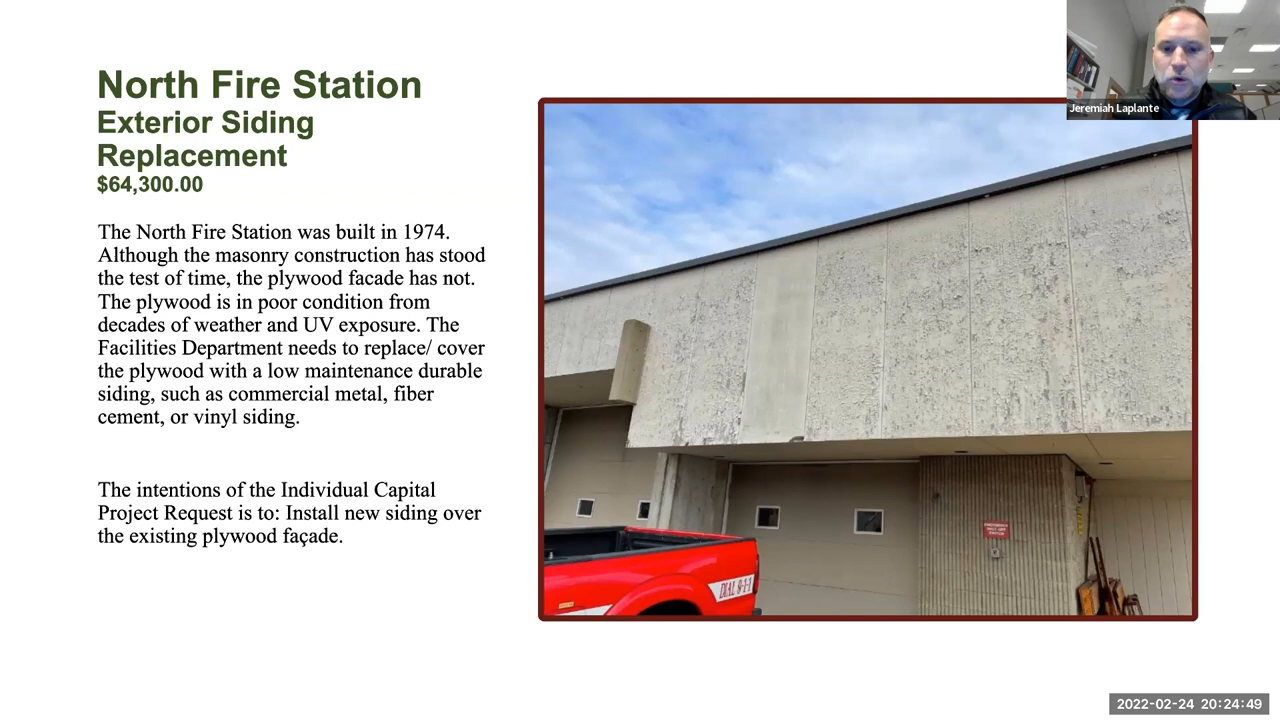 North Fire Station
Exterior Siding
Replacement
$64,300.00
The North Fire Station was built in 1974.
Although the masonry construction has stood
the test of time, the plywood facade has not.
The plywood is in poor condition from
decades of weather and UV exposure. The
Facilities Department needs to replace/ cover
the plywood with a low maintenance durable
siding, such as commercial metal, fiber
cement, or vinyl siding.
The intentions of the Individual Capital
Project Request is to: Install new siding over
the existing plywood façade.
Jeremiah Laplante
DIAL 9-1-1
2022-02-24 20:24:49